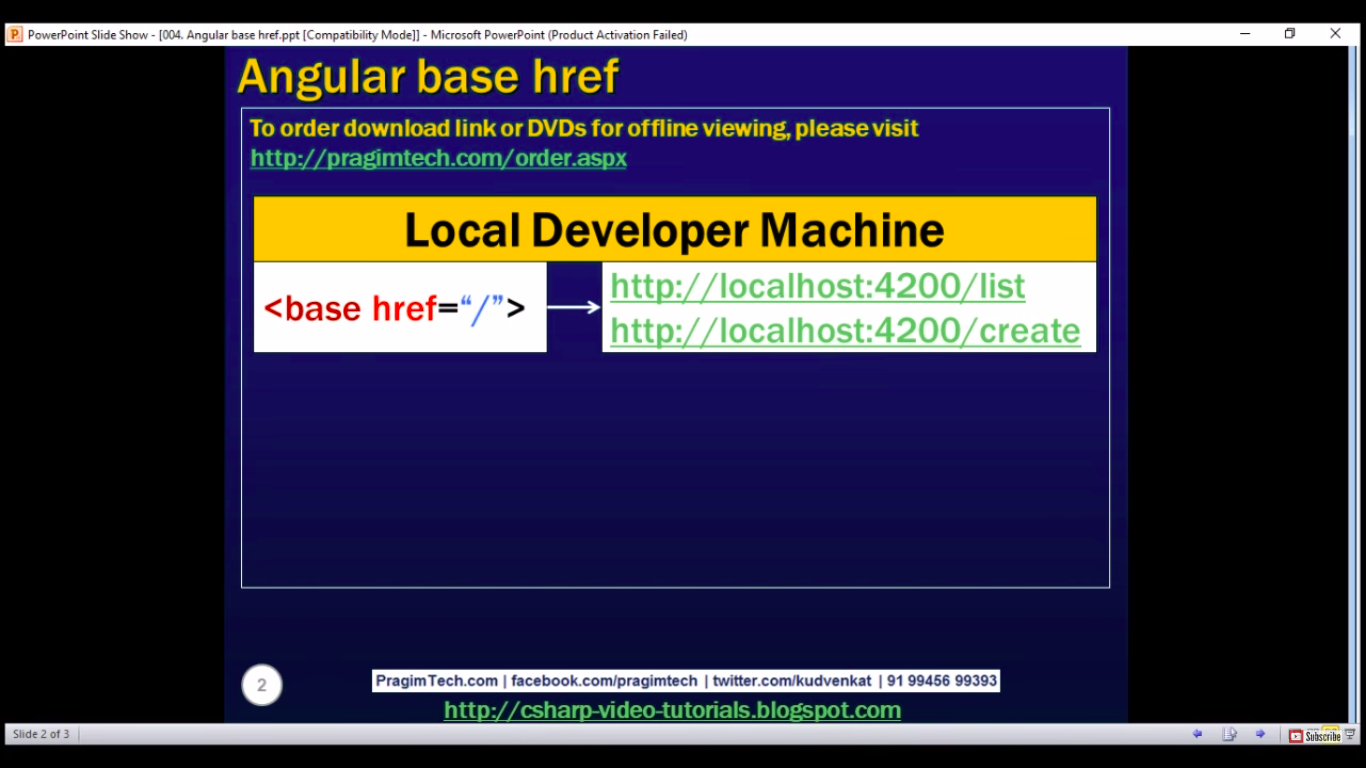 PowerPoint Slide Show - [004. Angular base href.ppt [Compatibility Mode]] - Microsoft PowerPoint (Product Activation Failed)
Angular base href
To order download link or DVDs for offline viewing, please visit
http://pragimtech.com/order.aspx
Local Developer Machine
<base href=“/”>
http://localhost:4200/list
http://localhost:4200/create
2
PragimTech.com | facebook.com/pragimtech | twitter.com/kudvenkat | 91 99456 99393
http://csharp-video-tutorials.blogspot.com
Slide 2 of 3
Subscribe